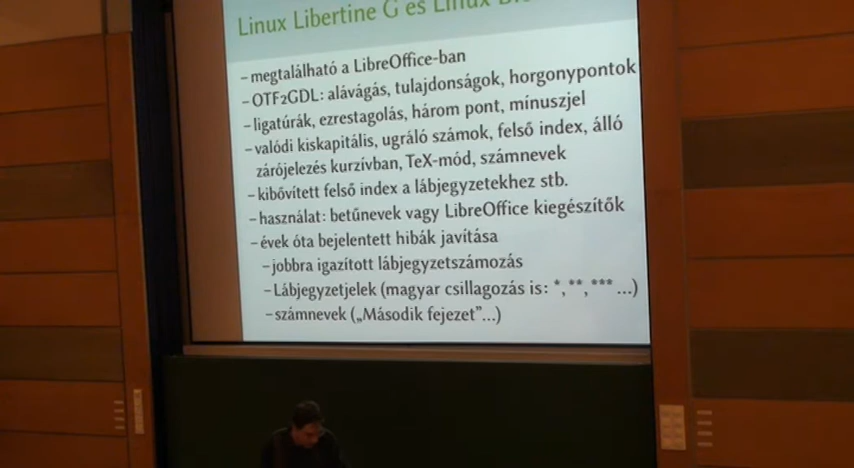 Linux Libertine G és Linux
– megtalálható a LibreOffice-ban
– OTF2GDL: alávágás, tulajdonságok, horgonypontok
– ligatúrák, ezrestagolás, három pont, mínuszjel
– valódi kiskapitális, ugráló számok, felső index, álló
zárójelezés kurzívban, TeX-mód, számnevek
– kibővített felső index a lábjegyzetekhez stb.
– használat: betűnevek vagy LibreOffice kiegészítők
– évek óta bejelentett hibák javítása
– jobbra igazított lábjegyzetszámozás
– Lábjegyzetjelek (magyar csillagozás is: *, **, *** ...)
– számnevek („Második fejezet”...)